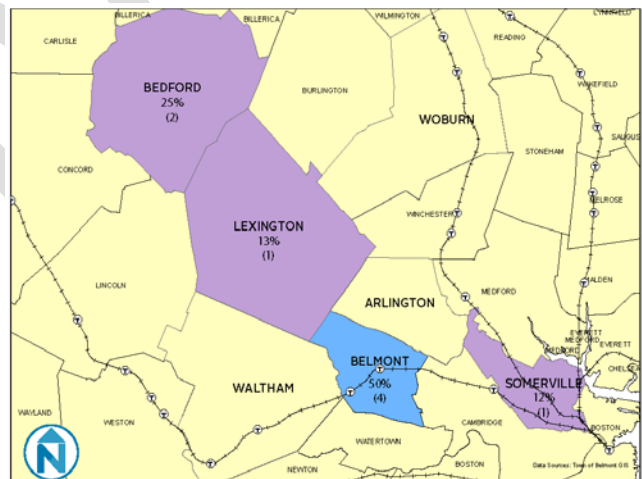 BILLERICA
BILLERICA
WILMINGTON
READING
LYNNFIELD
CARLISLE
BEDFORD
25%
(2)
BURLINGTON
WAKEFIELD
WOBURN
SAUGUS
STONEHAM
CONCORD
MELROSE
WINCHESTER
LEXINGTON
13%
(1)
LINCOLN
MEDFORD
MALDEN
ARLINGTON
EVERETT
MEDFORD
MEDFORD
EVERETT
BELMONT
50%
(4)
CHELSEA
WALTHAM
SOMERVILLE
12%
(1)
WAYLAND
WESTON
CAMBRIDGE
BOSTON
WATERTOWN
N
NEWTON
BOSTON
Data Sources: Town of Belmont GIS